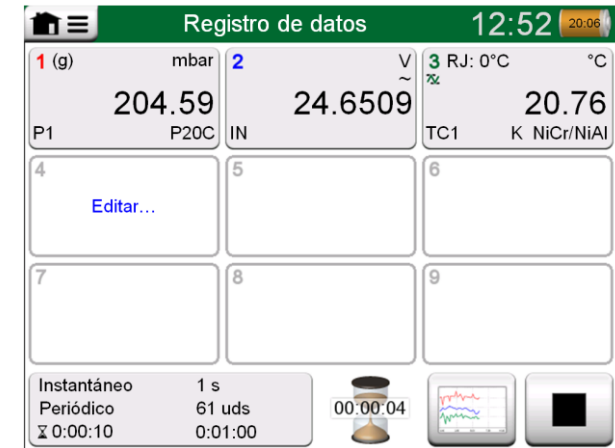 Registro de datos 12:52 20:06
1 (g) mbar
204.59
P1 P20C
2 V
~
24.6509
IN
3 RJ: 0°C °C
20.76
TC1 K NiCr/NiAl
4
Editar...
5
6
7
8
9
Instantáneo 1 s
Periódico 61 uds
0:00:10 0:01:00
00:00:04